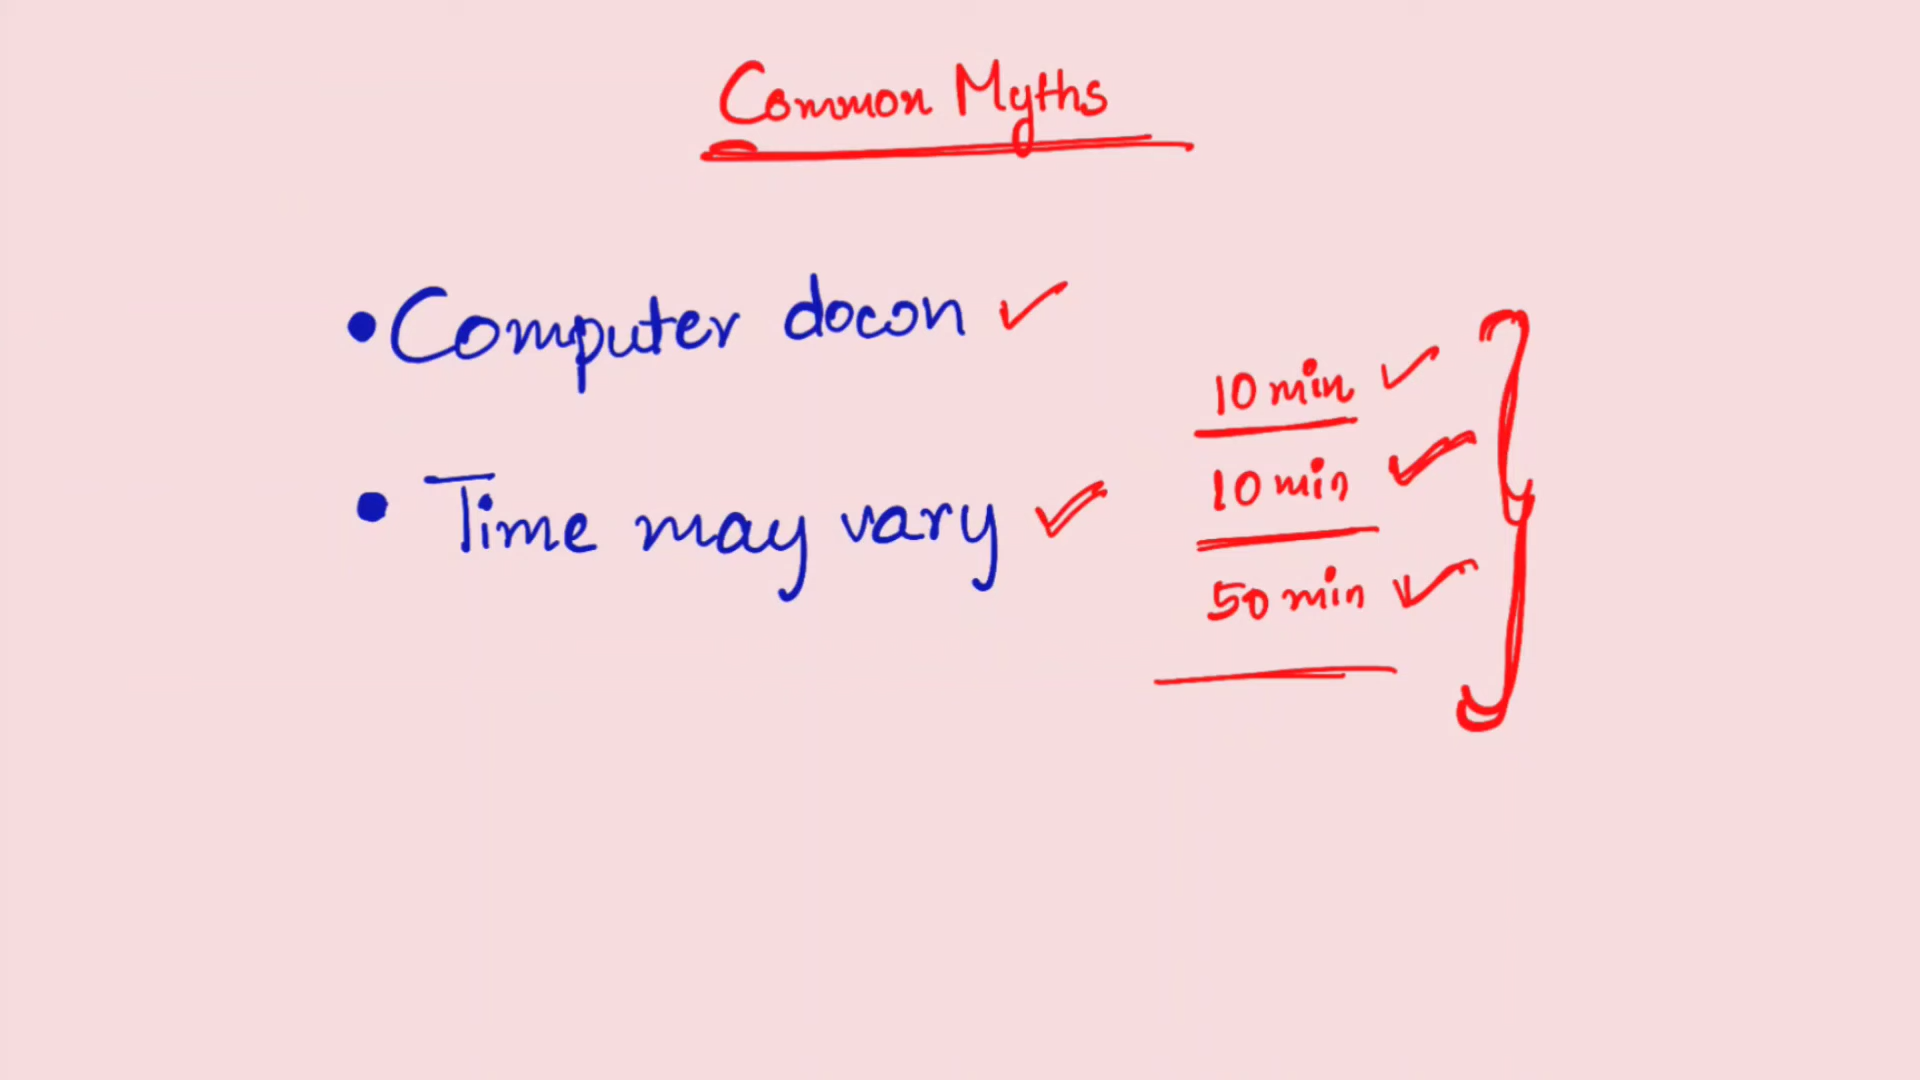 Common Myths
• Computer docon ✓
• Time may vary ✓
10 min ✓
10 min ✓
50 min ✓